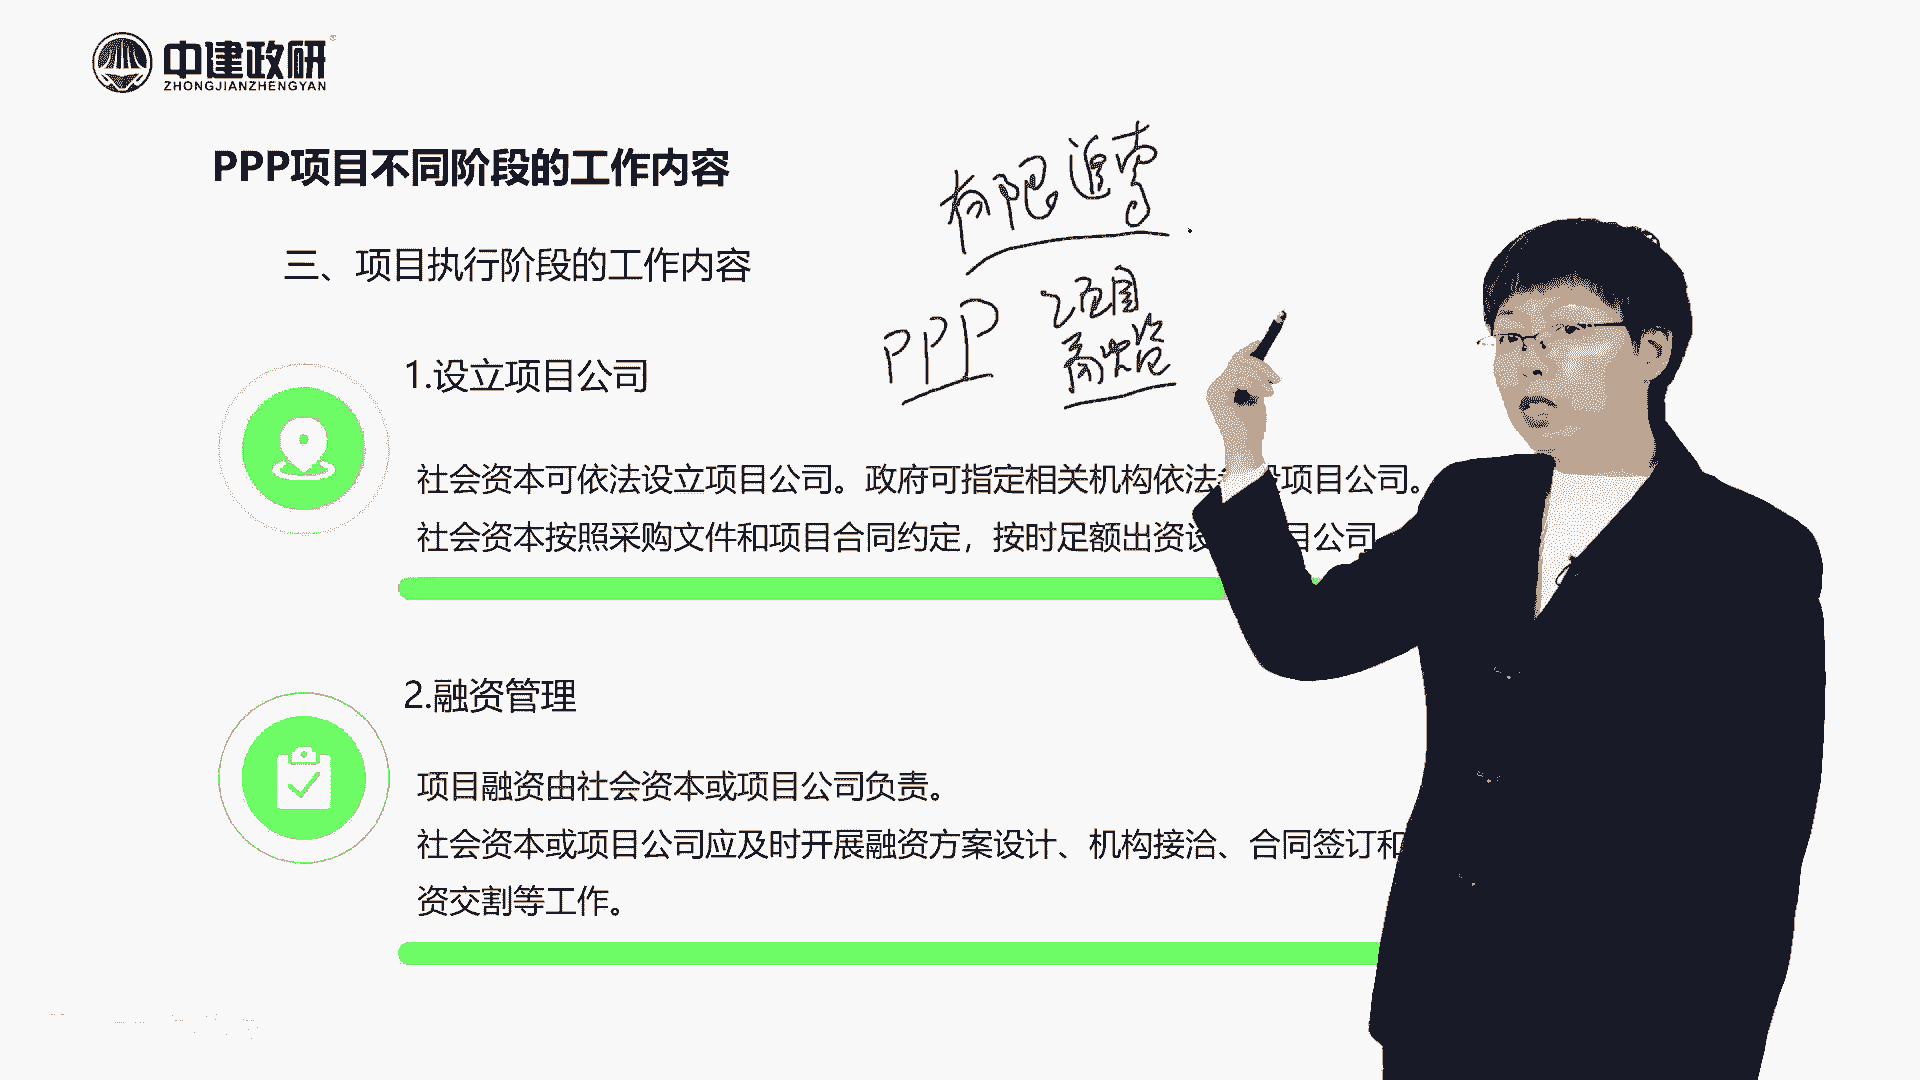 中建政研
ZHONGJIANZHENGYAN
PPP项目不同阶段的工作内容
有限追索
三、项目执行阶段的工作内容
PPP 项目
融资
1.设立项目公司
社会资本可依法设立项目公司。政府可指定相关机构依法 项目公司。
社会资本按照采购文件和项目合同约定，按时足额出资设 目公司
2.融资管理
项目融资由社会资本或项目公司负责。
社会资本或项目公司应及时开展融资方案设计、机构接洽、合同签订和
资交割等工作。